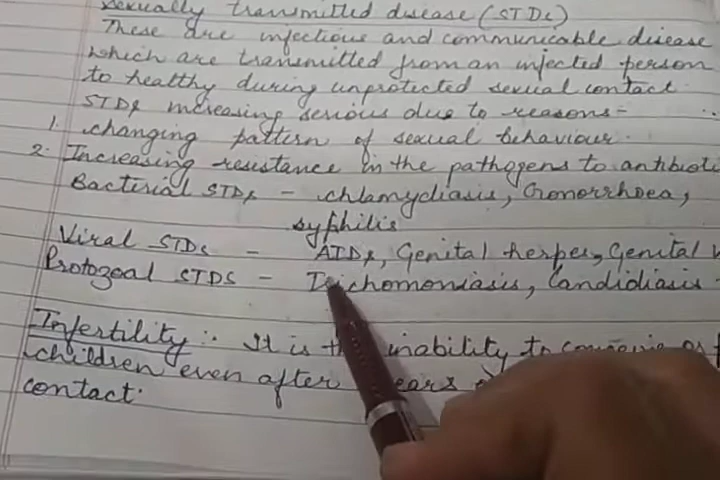 sexually transmitted disease (STDs)
These are infectious and communicable disease
which are transmitted from an infected person
to healthy during unprotected sexual contact.
STDs increasing serious due to reasons-
1. changing pattern of sexual behaviour.
2. Increasing resistance in the pathogens to
Bacterial STDs - chlamydiasis, Gonorrhoea,
syphilis
Viral STDs - AIDs, Genital herpes, Genital
Protozoal STDS - Trichomoniasis, Candidiasis.
Infertility :- It is inability to
children even after
contact.